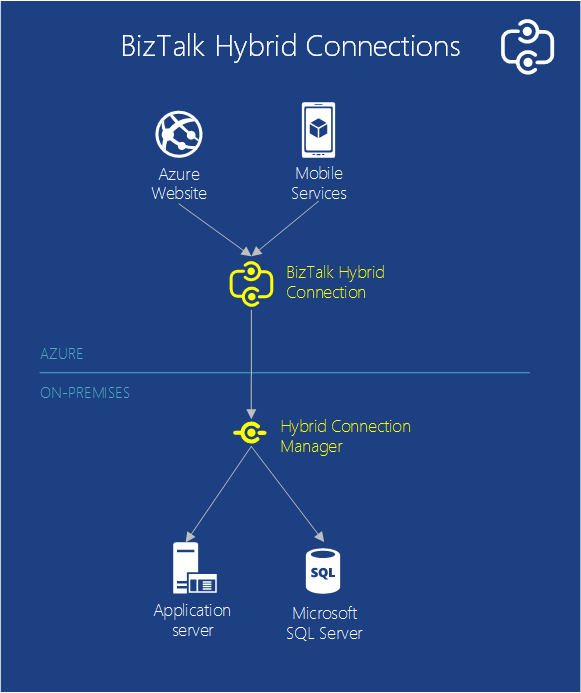 BizTalk Hybrid Connections
Azure
Website
Mobile
Services
BizTalk Hybrid
Connection
AZURE
ON-PREMISES
Hybrid Connection
Manager
SQL
Application
server
Microsoft
SQL Server